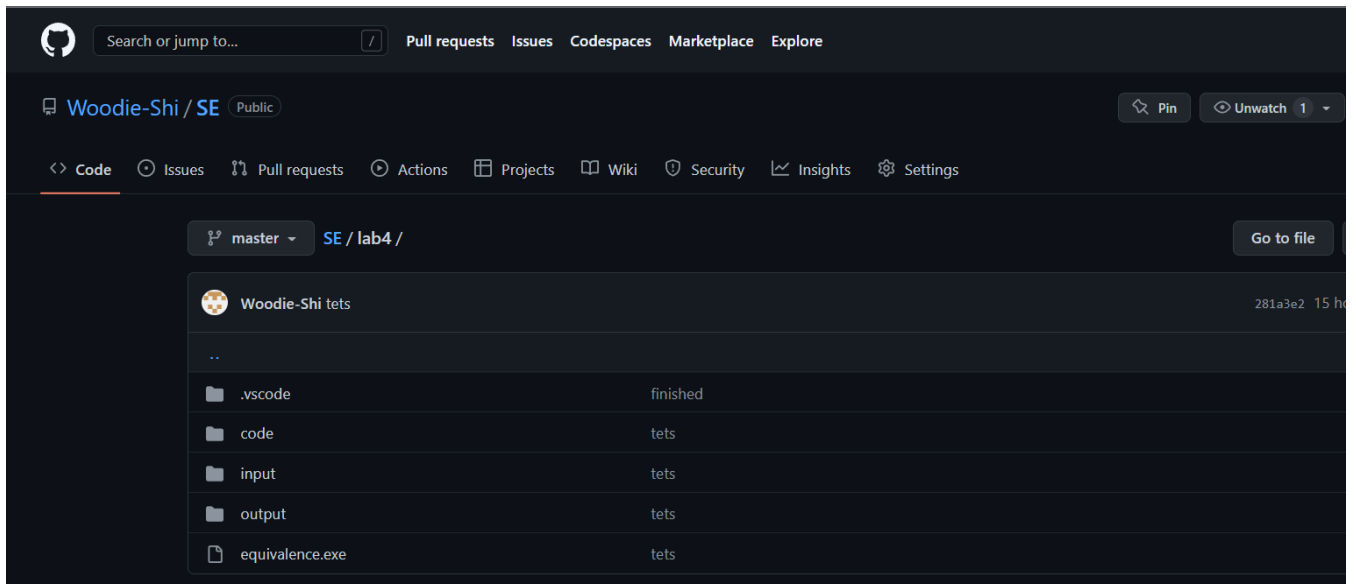 Search or jump to... / Pull requests Issues Codespaces Marketplace Explore
Woodie-Shi / SE Public Pin Unwatch 1
Code Issues Pull requests Actions Projects Wiki Security Insights Settings
master SE / lab4 / Go to file
Woodie-Shi tets 281a3e2 15
..
.vscode finished
code tets
input tets
output tets
equivalence.exe tets